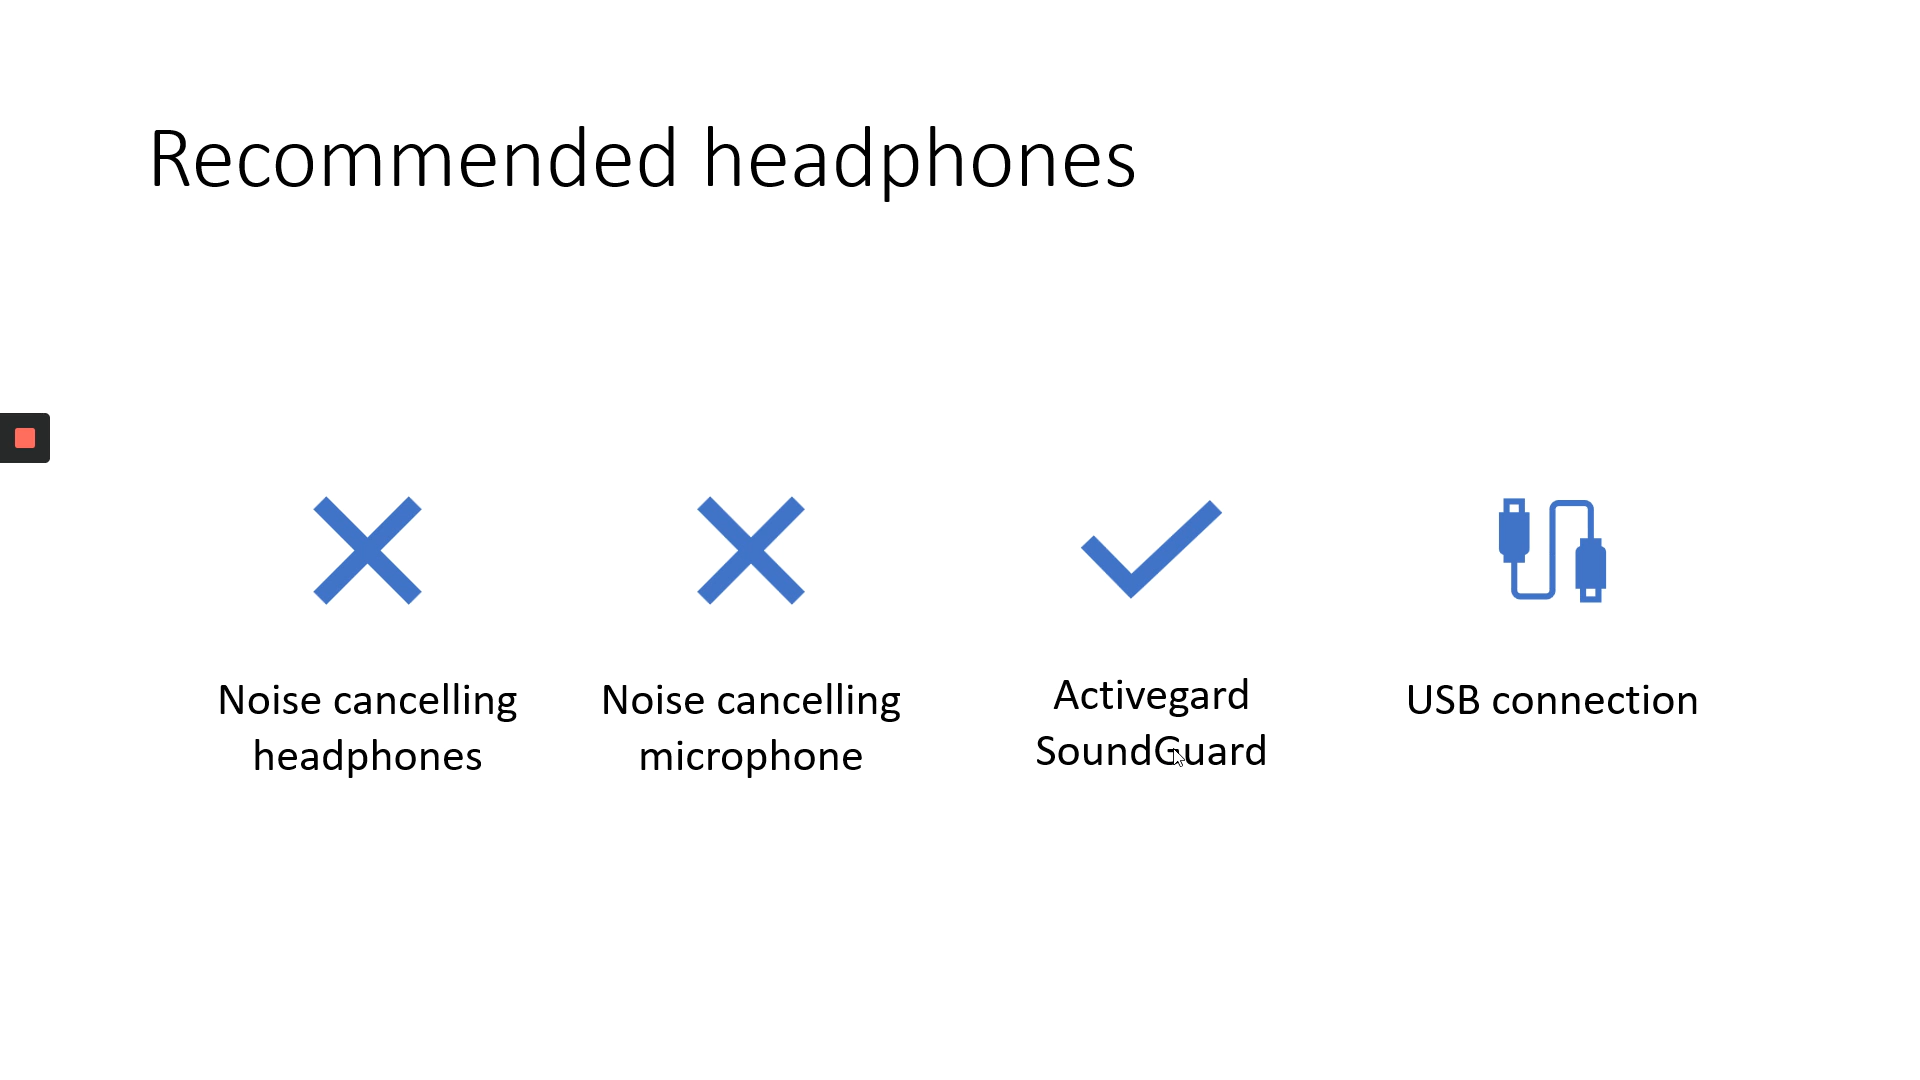 Recommended headphones
Noise cancelling
headphones
Noise cancelling
microphone
Activegard
SoundGuard
USB connection